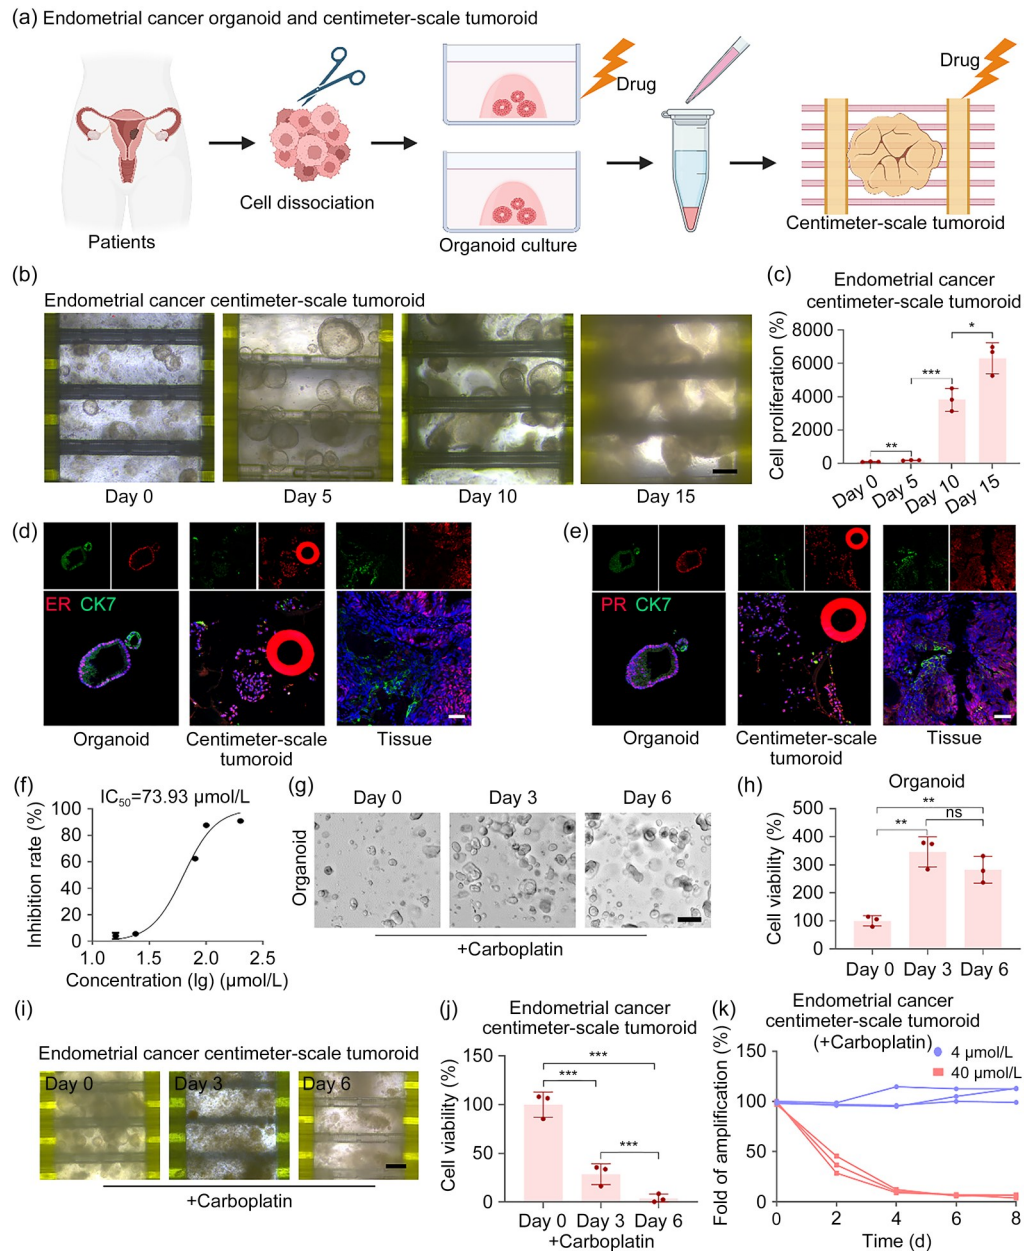 (a) Endometrial cancer organoid and centimeter-scale tumoroid
Drug
Drug
Cell dissociation
Patients
Organoid culture
Centimeter-scale tumoroid
(b)
Endometrial cancer centimeter-scale tumoroid
Day 0
Day 5
Day 10
Day 15
(c)
Endometrial cancer
centimeter-scale tumoroid
Cell proliferation (%)
8000
6000
4000
2000
0
**
***
*
Day 0
Day 5
Day 10
Day 15
(d)
ER CK7
Organoid
Centimeter-scale
tumoroid
Tissue
(e)
PR CK7
Organoid
Centimeter-scale
tumoroid
Tissue
(f)
IC50=73.93 μmol/L
Inhibition rate (%)
100
80
60
40
20
0
1.0 1.5 2.0 2.5
Concentration (lg) (μmol/L)
(g)
Day 0 Day 3 Day 6
Organoid
+Carboplatin
(h)
Organoid
Cell viability (%)
500
400
300
200
100
0
**
**
ns
Day 0 Day 3 Day 6
(i)
Endometrial cancer centimeter-scale tumoroid
Day 0
Day 3
Day 6
+Carboplatin
(j)
Endometrial cancer
centimeter-scale tumoroid
Cell viability (%)
150
100
50
0
***
***
***
Day 0 Day 3 Day 6
+Carboplatin
(k)
Endometrial cancer
centimeter-scale tumoroid
(+Carboplatin)
4 μmol/L
40 μmol/L
Fold of amplification (%)
150
100
50
0
0 2 4 6 8
Time (d)